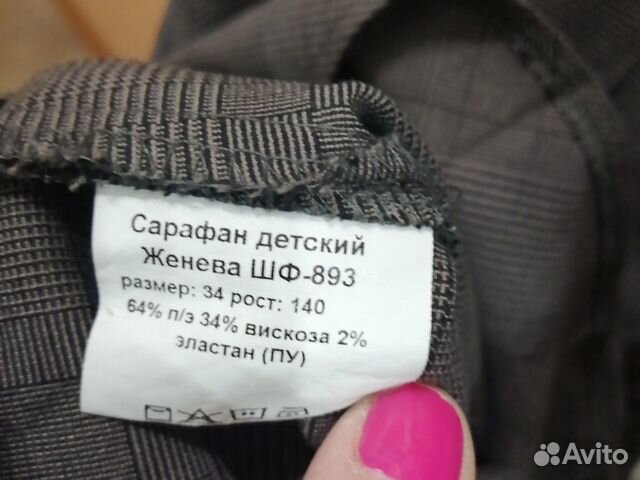 Сарафан детский
Женева ШФ-893
размер: 34 рост: 140
64% п/э 34% вискоза 2%
эластан (ПУ)
Avito